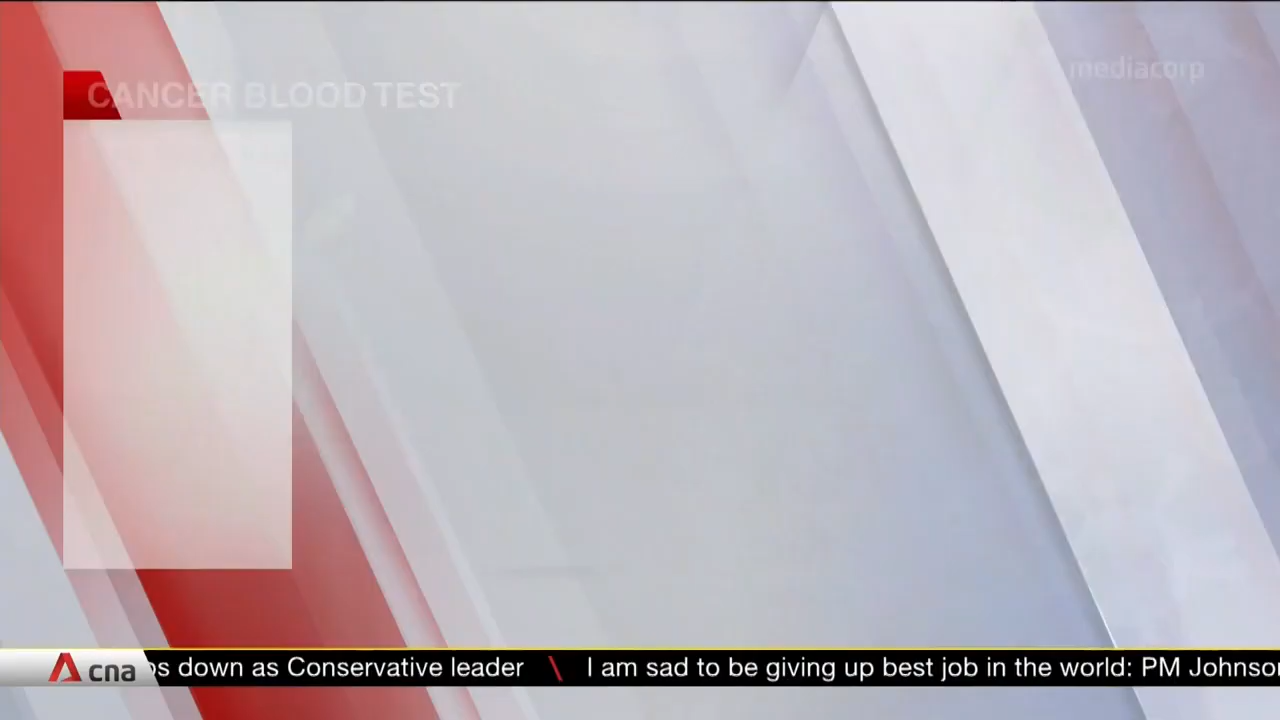 mediacorp
CANCER BLOOD TEST
cna
down as Conservative leader \ I am sad to be giving up best job in the world: PM Johnson